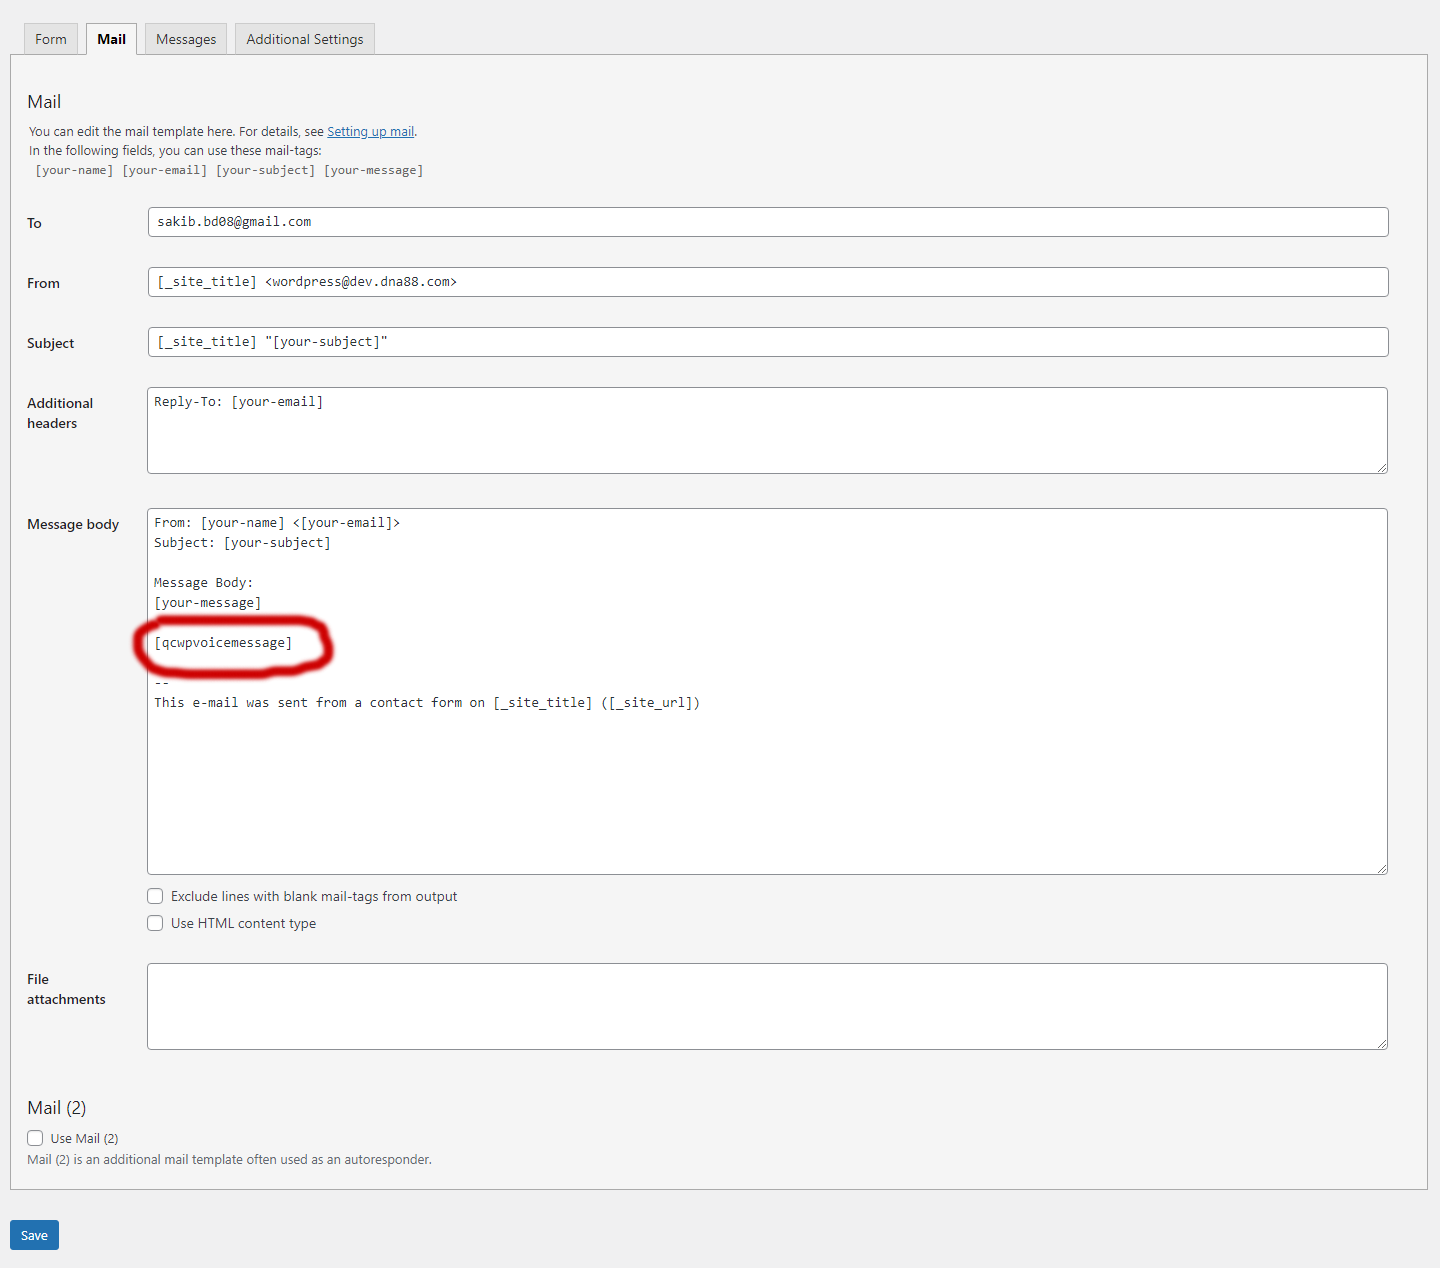 Form Mail Messages Additional Settings
Mail
You can edit the mail template here. For details, see Setting up mail.
In the following fields, you can use these mail-tags:
[your-name] [your-email] [your-subject] [your-message]
To sakib.bd08@gmail.com
From [_site_title] <wordpress@dev.dna88.com>
Subject [_site_title] "[your-subject]"
Additional headers
Reply-To: [your-email]
Message body
From: [your-name] <[your-email]>
Subject: [your-subject]
Message Body:
[your-message]
[qcwpvoicemessage]
--
This e-mail was sent from a contact form on [_site_title] ([_site_url])
Exclude lines with blank mail-tags from output
Use HTML content type
File
attachments
Mail (2)
Use Mail (2)
Mail (2) is an additional mail template often used as an autoresponder.
Save